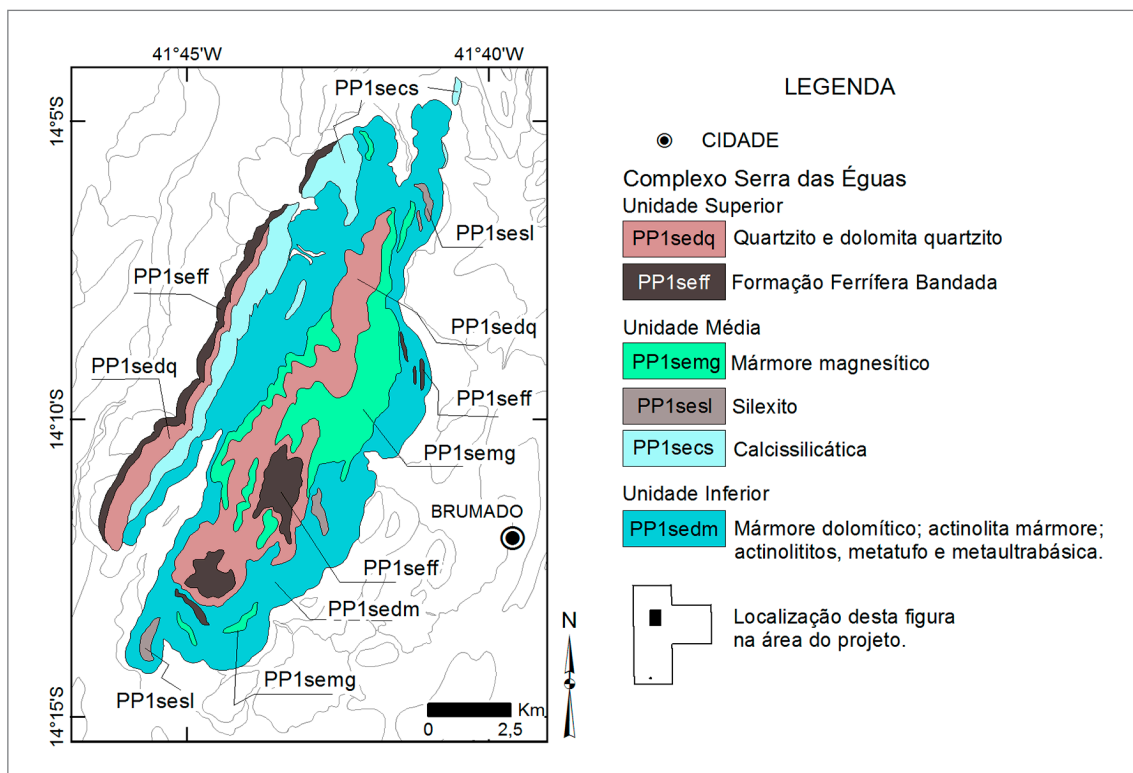 41°45'W
41°40'W
14°5'S
14°10'S
14°15'S
PP1secs
PP1sesl
PP1seff
PP1sedq
PP1sedq
PP1seff
PP1semg
BRUMADO
PP1seff
PP1sedm
PP1semg
PP1sesl
Km
0 2,5
N
LEGENDA
CIDADE
Complexo Serra das Éguas
Unidade Superior
PP1sedq Quartzito e dolomita quartzito
PP1seff Formação Ferrífera Bandada
Unidade Média
PP1semg Mármore magnesítico
PP1sesl Silexito
PP1secs Calcissilicática
Unidade Inferior
PP1sedm Mármore dolomítico; actinolita mármore;
actinolititos, metatufo e metaultrabásica.
Localização desta figura
na área do projeto.